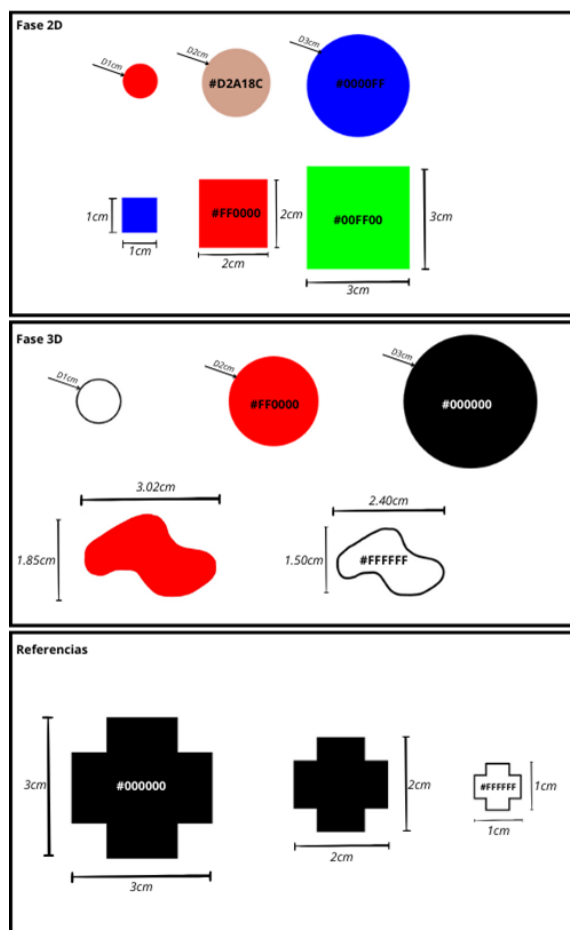 Fase 2D
D1cm
D2cm
D3cm
#D2A18C
#0000FF
1cm
1cm
#FF0000
2cm
2cm
#00FF00
3cm
3cm
Fase 3D
D1cm
D2cm
D3cm
#FF0000
#000000
3.02cm
1.85cm
2.40cm
1.50cm
#FFFFFF
Referencias
3cm
#000000
3cm
2cm
2cm
#FFFFFF
1cm
1cm